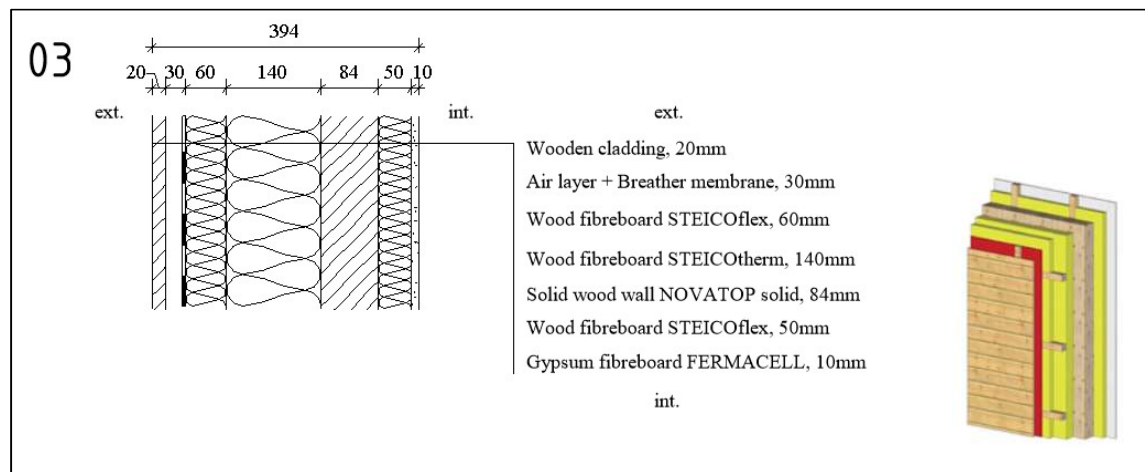 03
394
20 30 60 140 84 50 10
ext. int. ext.
Wooden cladding, 20mm
Air layer + Breather membrane, 30mm
Wood fibreboard STEICOflex, 60mm
Wood fibreboard STEICOtherm, 140mm
Solid wood wall NOVATOP solid, 84mm
Wood fibreboard STEICOflex, 50mm
Gypsum fibreboard FERMACELL, 10mm
int.